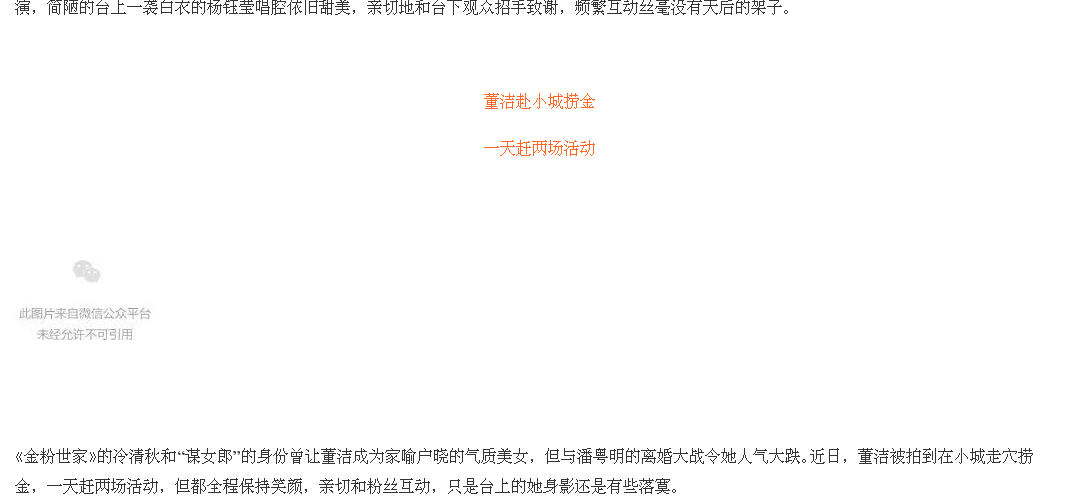 演，简陋的台上一袭白衣的杨钰莹唱腔依旧甜美，亲切地和台下观众招手致谢，频繁互动丝毫没有天后的架子。
董洁赴小城捞金
一天赶两场活动
此图片来自微信公众平台
未经允许不可引用
《金粉世家》的冷清秋和“谋女郎”的身份曾让董洁成为家喻户晓的气质美女，但与潘粤明的离婚大战令她人气大跌。近日，董洁被拍到在小城走穴捞
金，一天赶两场活动，但都全程保持笑颜，亲切和粉丝互动，只是台上的她身影还是有些落寞。